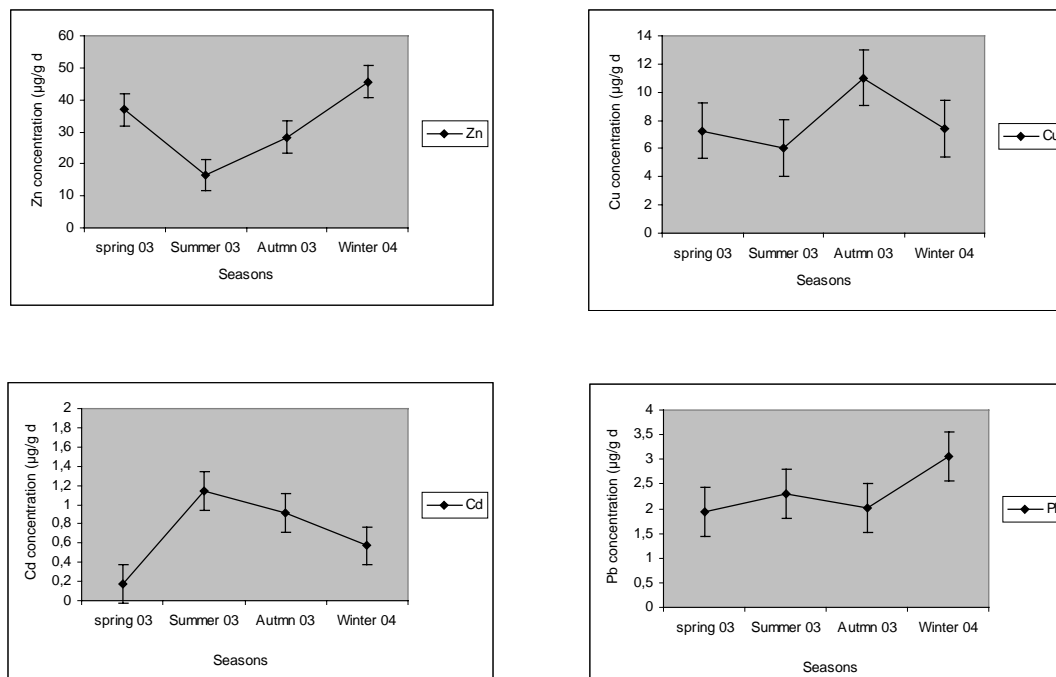 Zn concentration (µg/g d
60
50
40
30
20
10
0
spring 03 Summer 03 Autmn 03 Winter 04
Seasons
Zn
Cu concentration (µg/g d
14
12
10
8
6
4
2
0
spring 03 Summer 03 Autmn 03 Winter 04
Seasons
Cu
Cd concentration (µg/g d
2
1,8
1,6
1,4
1,2
1
0,8
0,6
0,4
0,2
0
spring 03 Summer 03 Autmn 03 Winter 04
Seasons
Cd
Pb concentration (µg/g d
4
3,5
3
2,5
2
1,5
1
0,5
0
spring 03 Summer 03 Autmn 03 Winter 04
Seasons